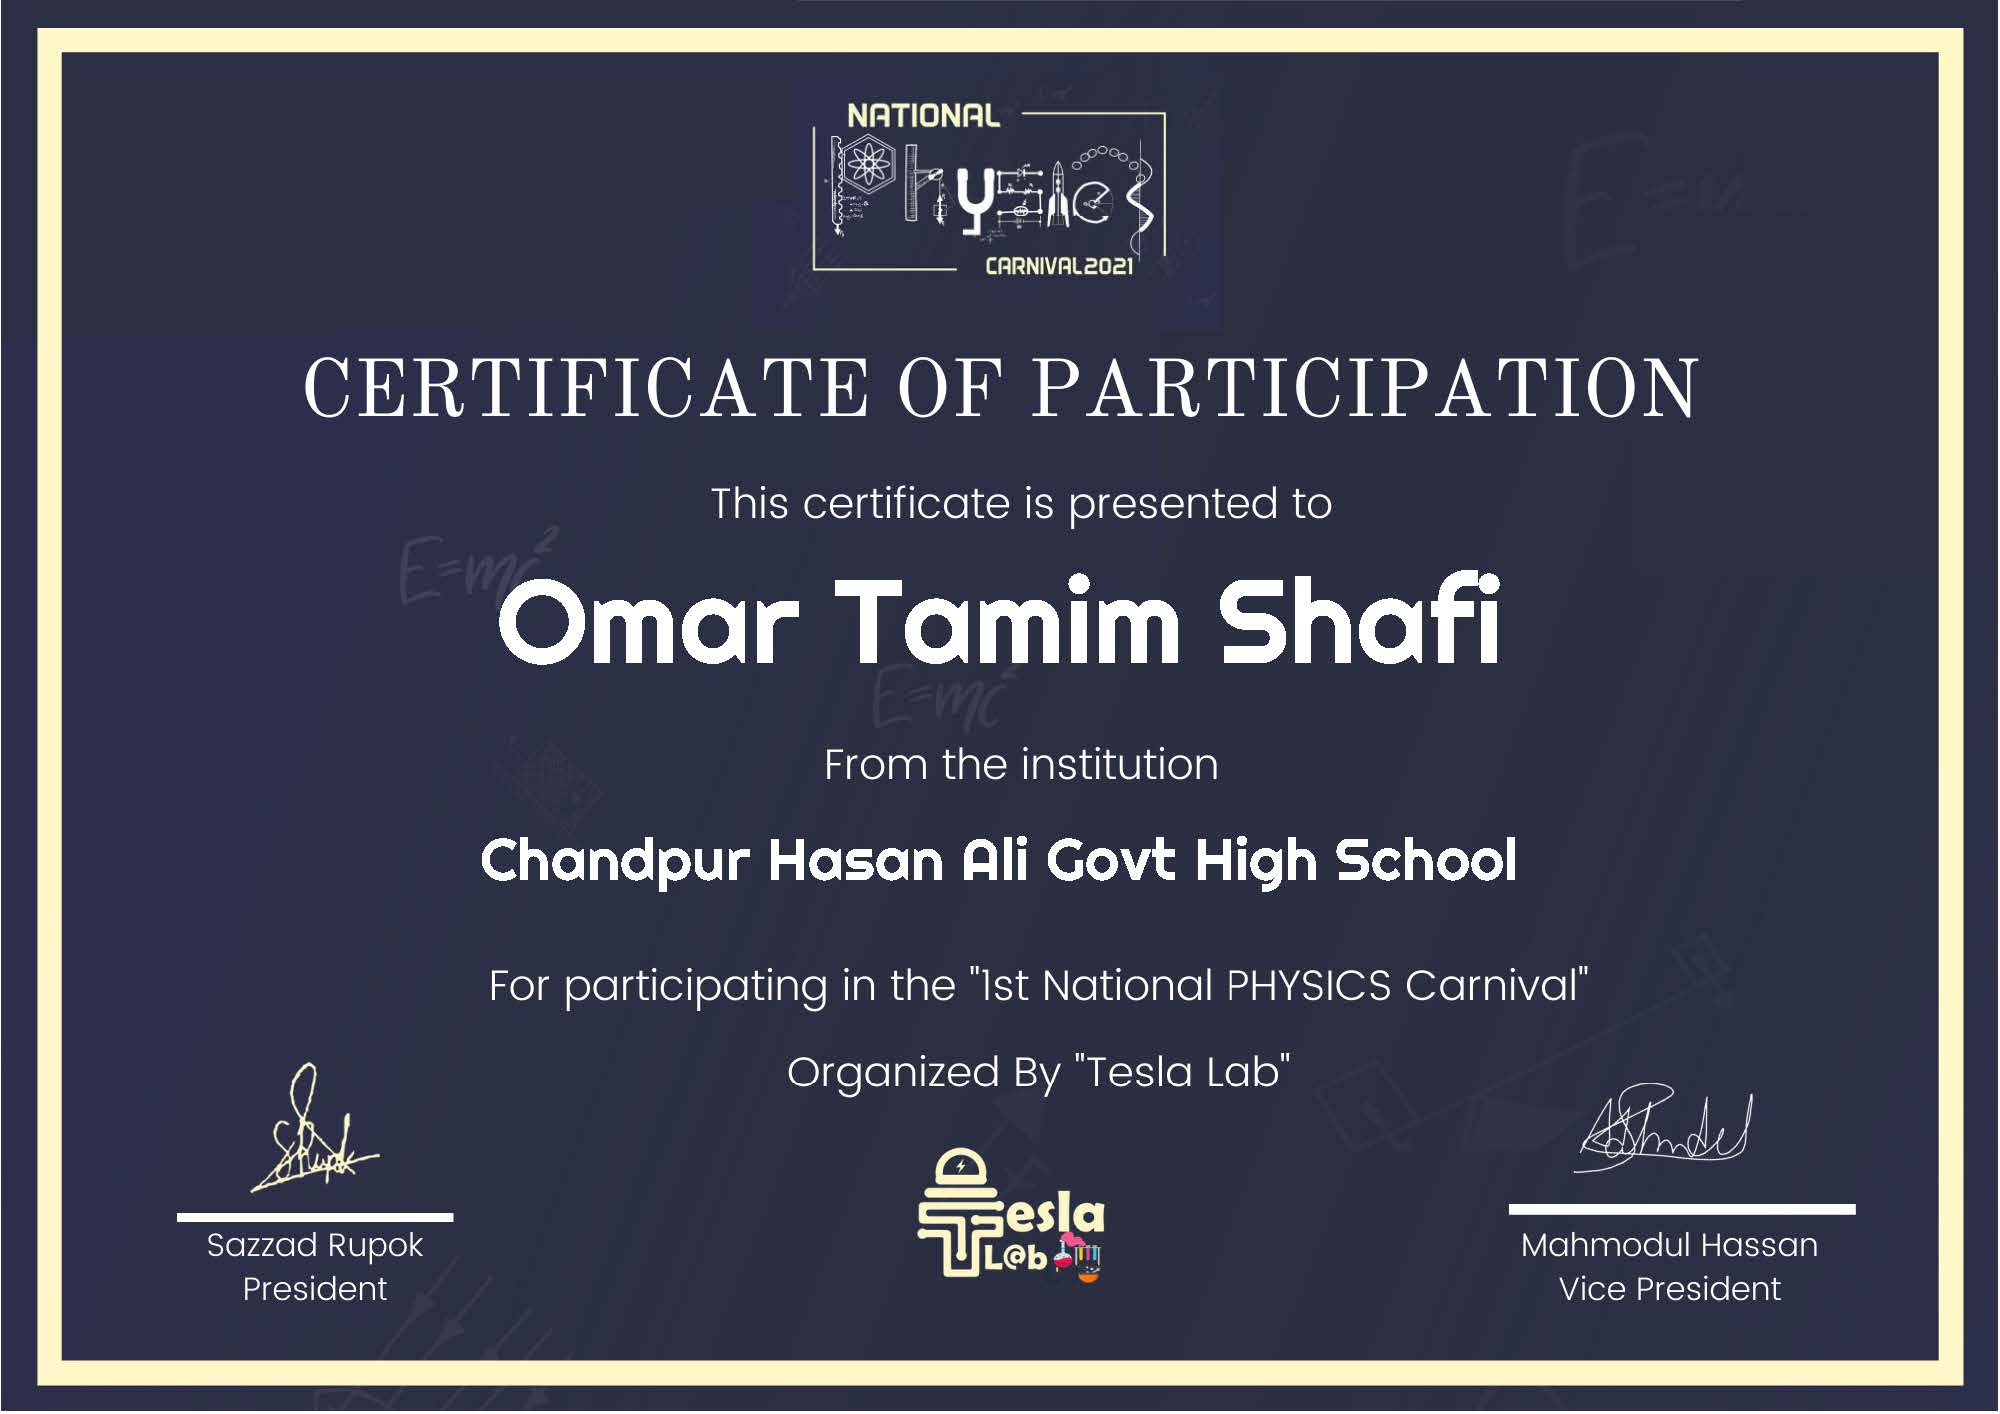 NATIONAL
Physics
CARNIVAL2021
CERTIFICATE OF PARTICIPATION
This certificate is presented to
E=mc²
Omar Tamim Shafi
E=mc²
From the institution
Chandpur Hasan Ali Govt High School
For participating in the "1st National PHYSICS Carnival"
Organized By "Tesla Lab"
Tesla
L@b
Sazzad Rupok
President
Mahmodul Hassan
Vice President